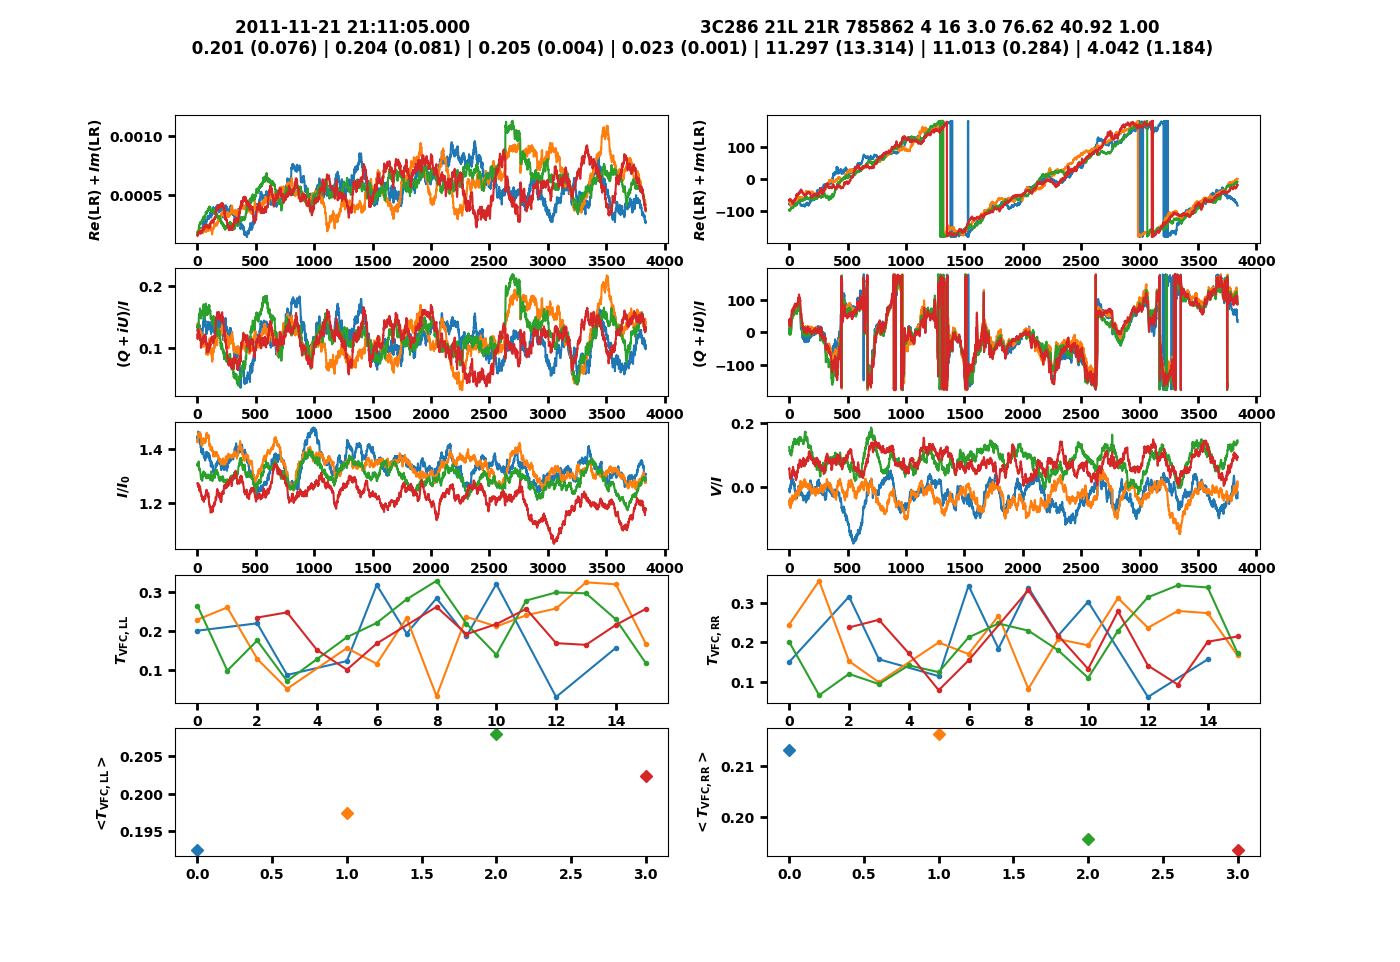 2011-11-21 21:11:05.000 3C286 21L 21R 785862 4 16 3.0 76.62 40.92 1.00
0.201 (0.076) | 0.204 (0.081) | 0.205 (0.004) | 0.023 (0.001) | 11.297 (13.314) | 11.013 (0.284) | 4.042 (1.184)
Re(LR) + Im(LR)
0.0010
0.0005
0 500 1000 1500 2000 2500 3000 3500 4000
Re(LR) + Im(LR)
100
0
−100
0 500 1000 1500 2000 2500 3000 3500 4000
(Q + iU)/I
0.2
0.1
0 500 1000 1500 2000 2500 3000 3500 4000
(Q + iU)/I
100
0
−100
0 500 1000 1500 2000 2500 3000 3500 4000
I/I0
1.4
1.2
0 500 1000 1500 2000 2500 3000 3500 4000
V/I
0.2
0.0
0 500 1000 1500 2000 2500 3000 3500 4000
TVFC, LL
0.3
0.2
0.1
0 2 4 6 8 10 12 14
TVFC, RR
0.3
0.2
0.1
0 2 4 6 8 10 12 14
<TVFC, LL >
0.205
0.200
0.195
0.0 0.5 1.0 1.5 2.0 2.5 3.0
< TVFC, RR >
0.21
0.20
0.0 0.5 1.0 1.5 2.0 2.5 3.0